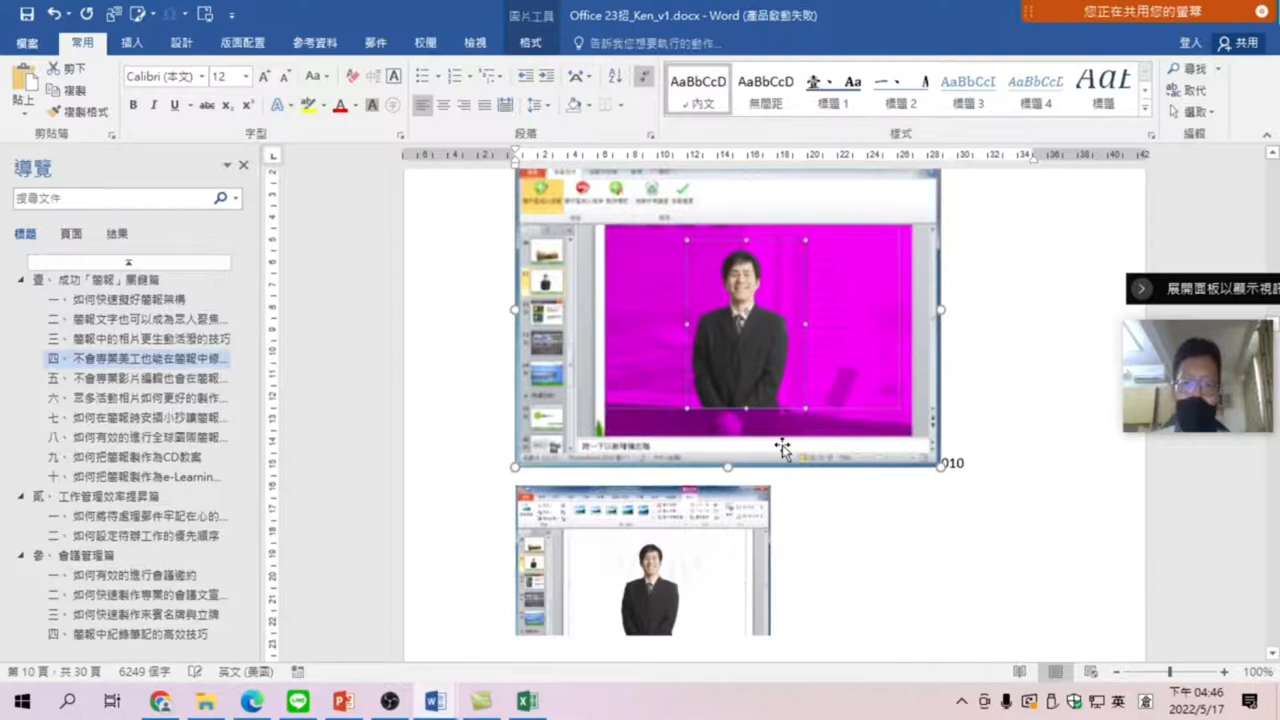 圖片工具
Office 23招_Ken_v1.docx - Word (產品啟動失敗)
您正在共用您的螢幕
檔案 常用 插入 設計 版面配置 參考資料 郵件 校閱 檢視 格式 告訴我您想要執行的動作... 登入 共用
貼上 剪下 複製 複製格式
Calibri (本文) 12
AaBbCcD AaBbCcD AaBbCcI AaBbCcD AaI
內文 無間距 標題 1 標題 2 標題 3 標題 4 標題
尋找 取代 選取
剪貼簿 字型 段落 樣式 編輯
導覽
搜尋文件
標題 頁面 結果
壹、 成功「簡報」關鍵篇
一、 如何快速擬好簡報架構
二、 簡報文字也可以成為眾人聚焦...
三、 簡報中的相片更生動活潑的技巧
四、 不會專業美工也能在簡報中修...
五、 不會專業影片編輯也會在簡報...
六、 眾多活動相片如何更好的製作...
七、 如何在簡報時安插小抄讓簡報...
八、 如何有效的進行全球團隊簡報...
九、 如何把簡報製作為CD教案
十、 如何把簡報製作為e-Learnin...
貳、 工作管理效率提昇篇
一、 如何將待處理郵件牢記在心的...
二、 如何設定待辦工作的優先順序
參、 會議管理篇
一、 如何有效的進行會議邀約
二、 如何快速製作專業的會議文宣...
三、 如何快速製作來賓名牌與立牌
四、 簡報中紀錄筆記的高效技巧
010
展開面板以顯示視訊
第 10 頁，共 30 頁 6249 個字 英文 (美國) 100%
英 倉
下午 04:46
2022/5/17